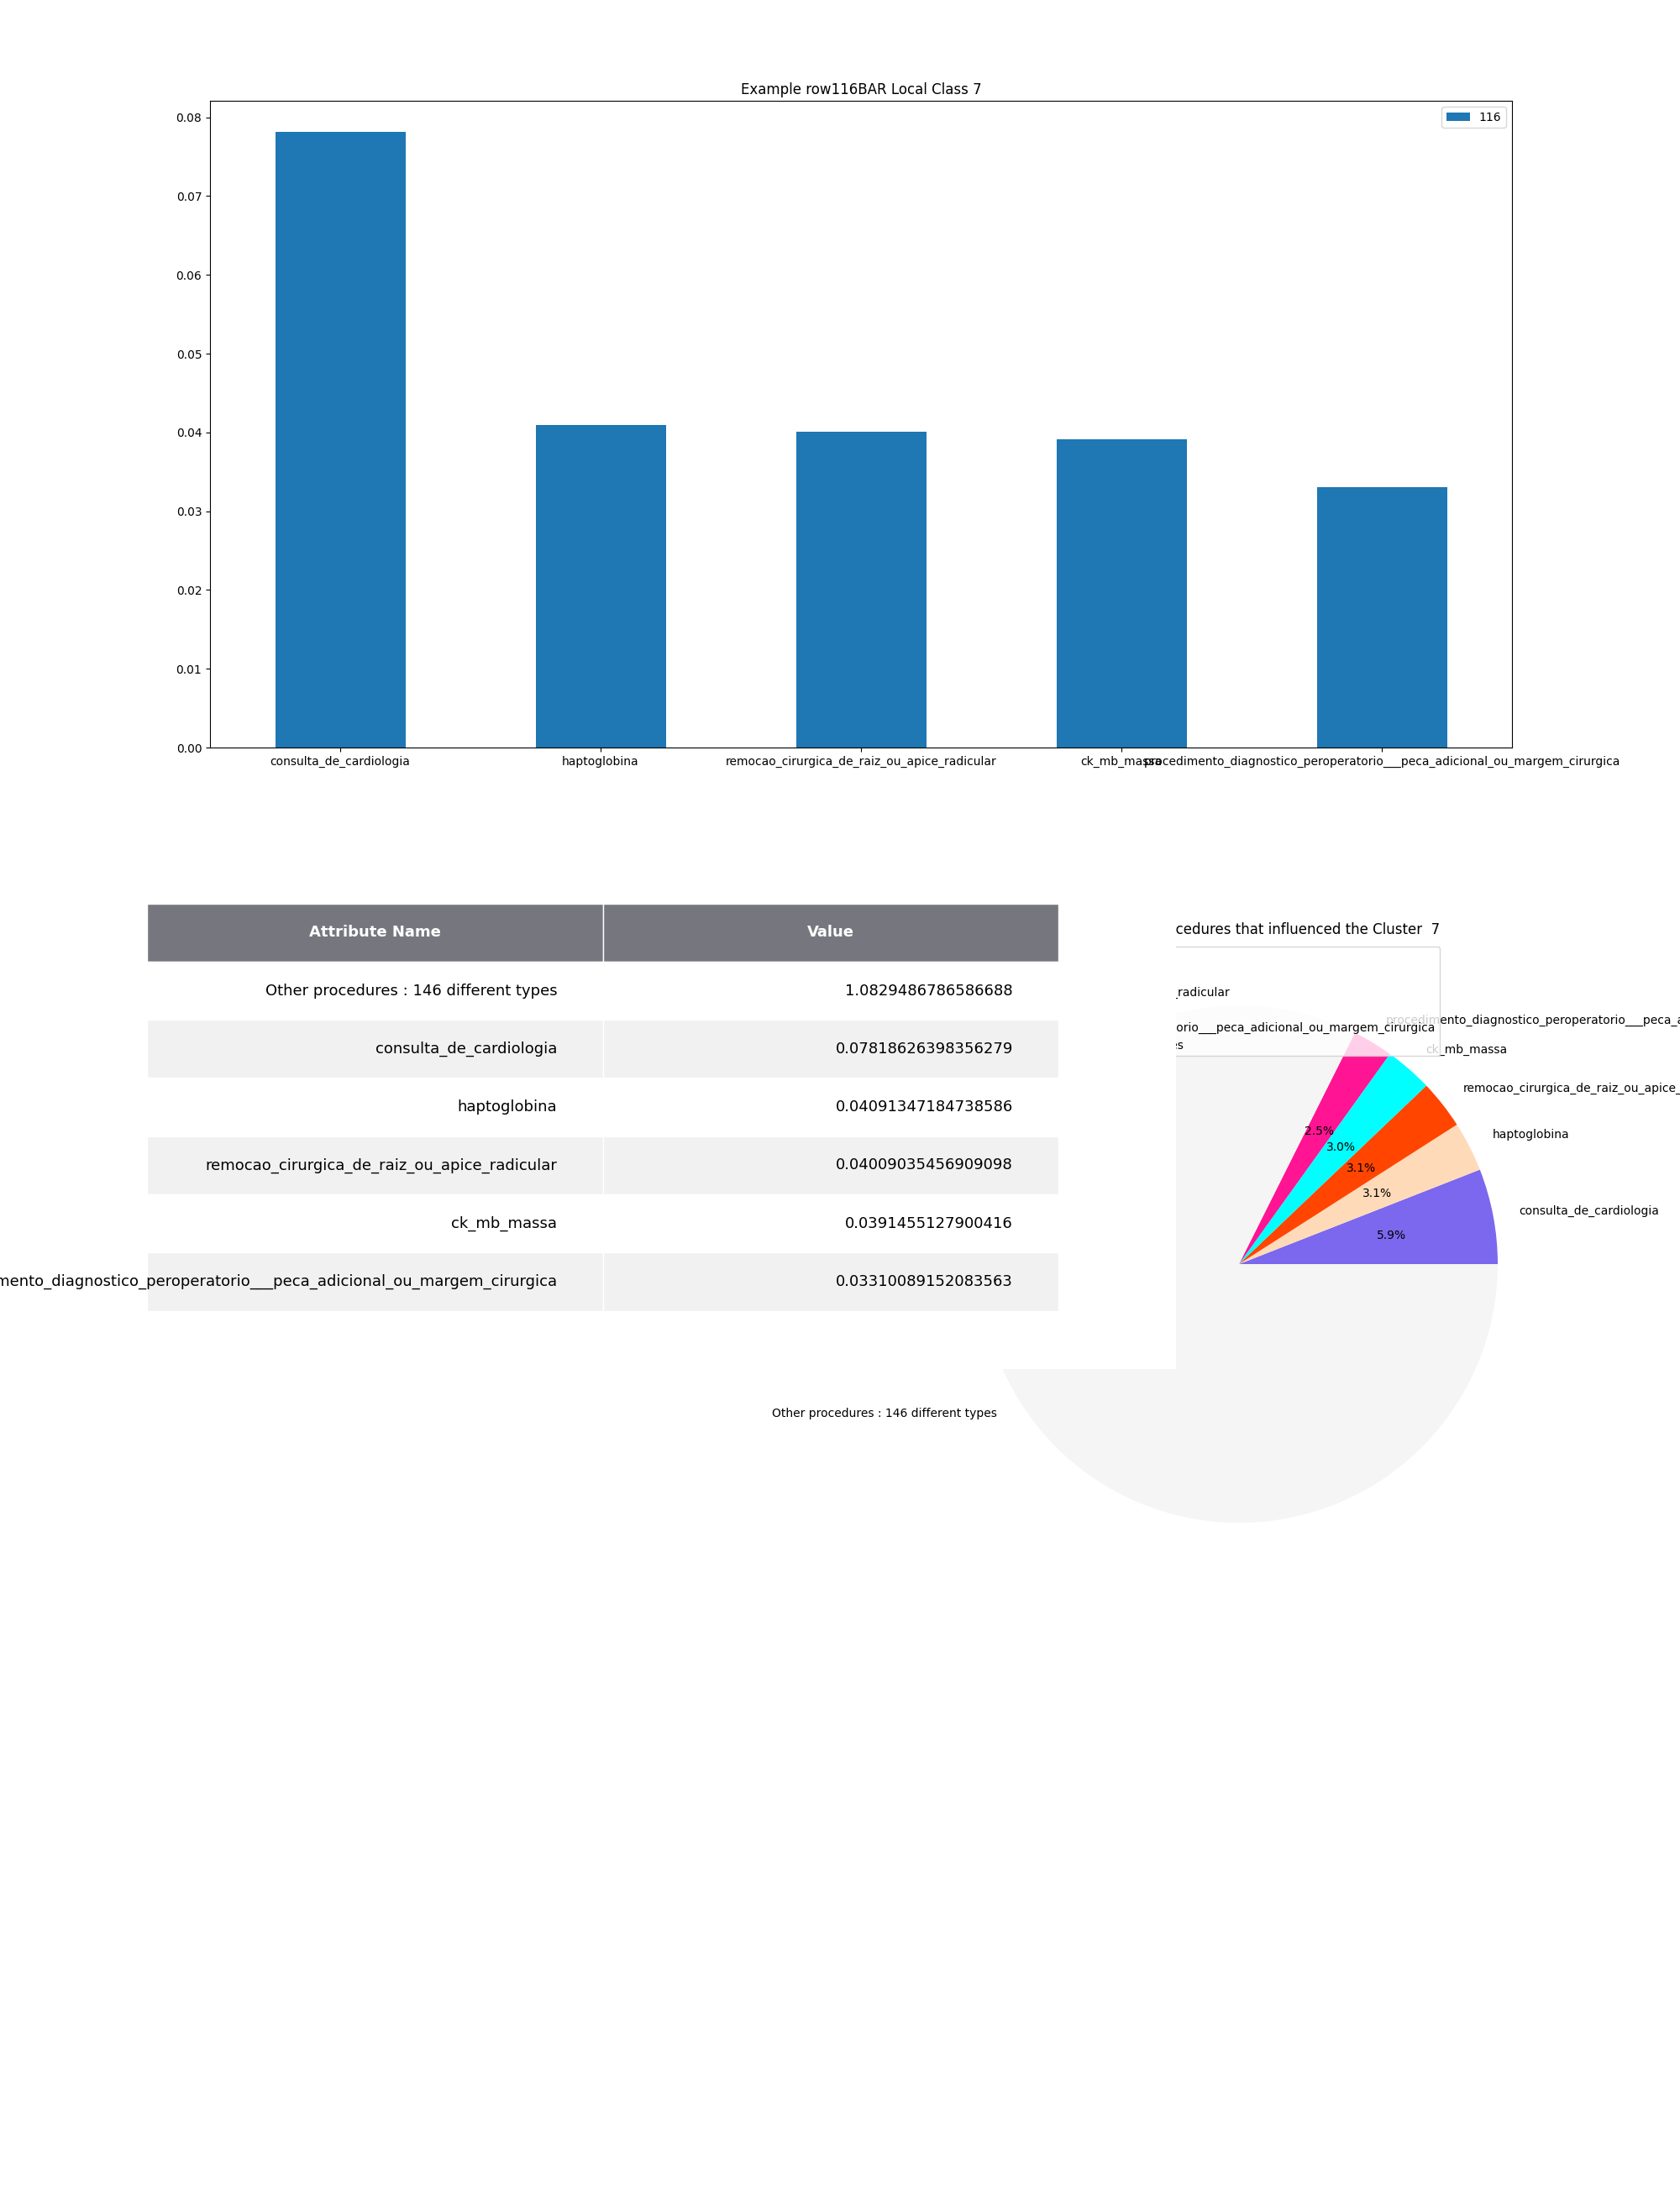 Example row116BAR Local Class 7
116
0.08
0.07
0.06
0.05
0.04
0.03
0.02
0.01
0.00
consulta_de_cardiologia
haptoglobina
remocao_cirurgica_de_raiz_ou_apice_radicular
ck_mb_massa
procedimento_diagnostico_peroperatorio___peca_adicional_ou_margem_cirurgica
Attribute Name Value
Other procedures : 146 different types 1.0829486786586688
consulta_de_cardiologia 0.07818626398356279
haptoglobina 0.04091347184738586
remocao_cirurgica_de_raiz_ou_apice_radicular 0.04009035456909098
ck_mb_massa 0.0391455127900416
mento_diagnostico_peroperatorio___peca_adicional_ou_margem_cirurgica 0.03310089152083563
cedures that influenced the Cluster 7
_radicular
orio___peca_adicional_ou_margem_cirurgica
es
procedimento_diagnostico_peroperatorio___peca_a
ck_mb_massa
remocao_cirurgica_de_raiz_ou_apice_
haptoglobina
consulta_de_cardiologia
2.5%
3.0%
3.1%
3.1%
5.9%
Other procedures : 146 different types